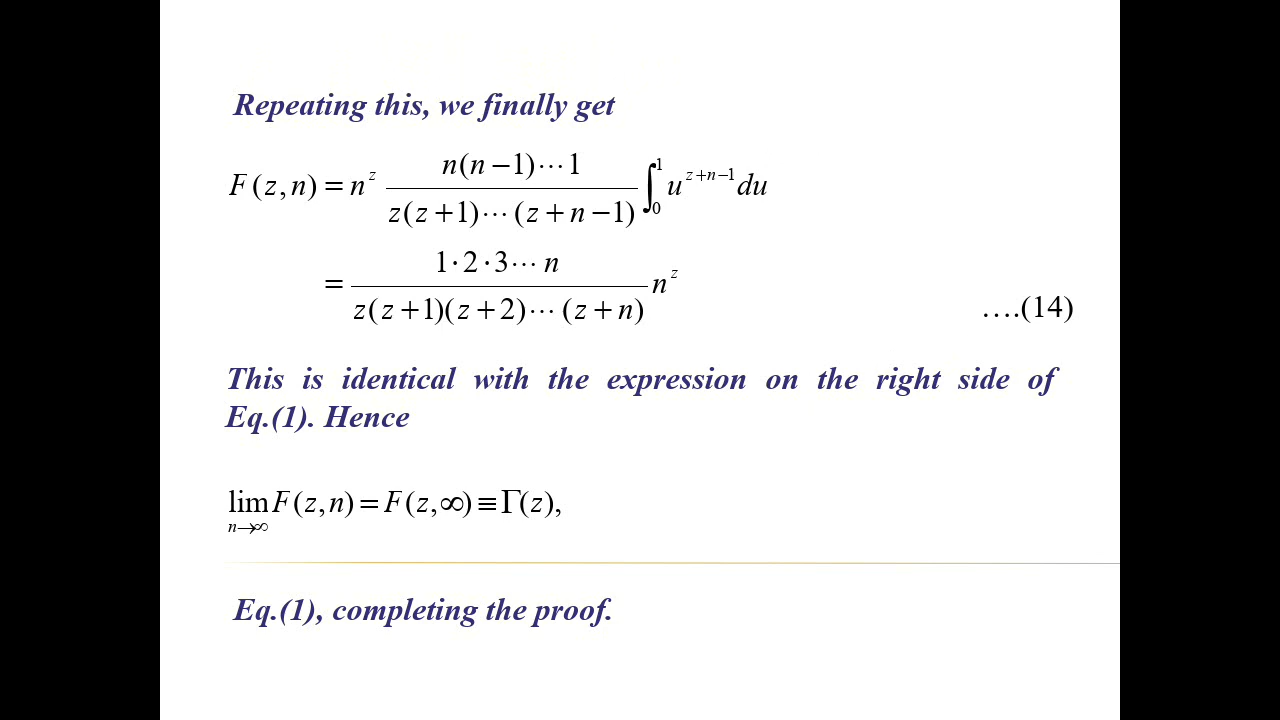 Repeating this, we finally get
F(z,n) = n^z \frac{n(n−1)⋯1}{z(z+1)⋯(z+n−1)} ∫_0^1 u^{z+n−1}du
= \frac{1·2·3⋯n}{z(z+1)(z+2)⋯(z+n)} n^z ….(14)
This is identical with the expression on the right side of
Eq.(1). Hence
\lim_{n→∞} F(z,n) = F(z,∞) ≡ Γ(z),
Eq.(1), completing the proof.